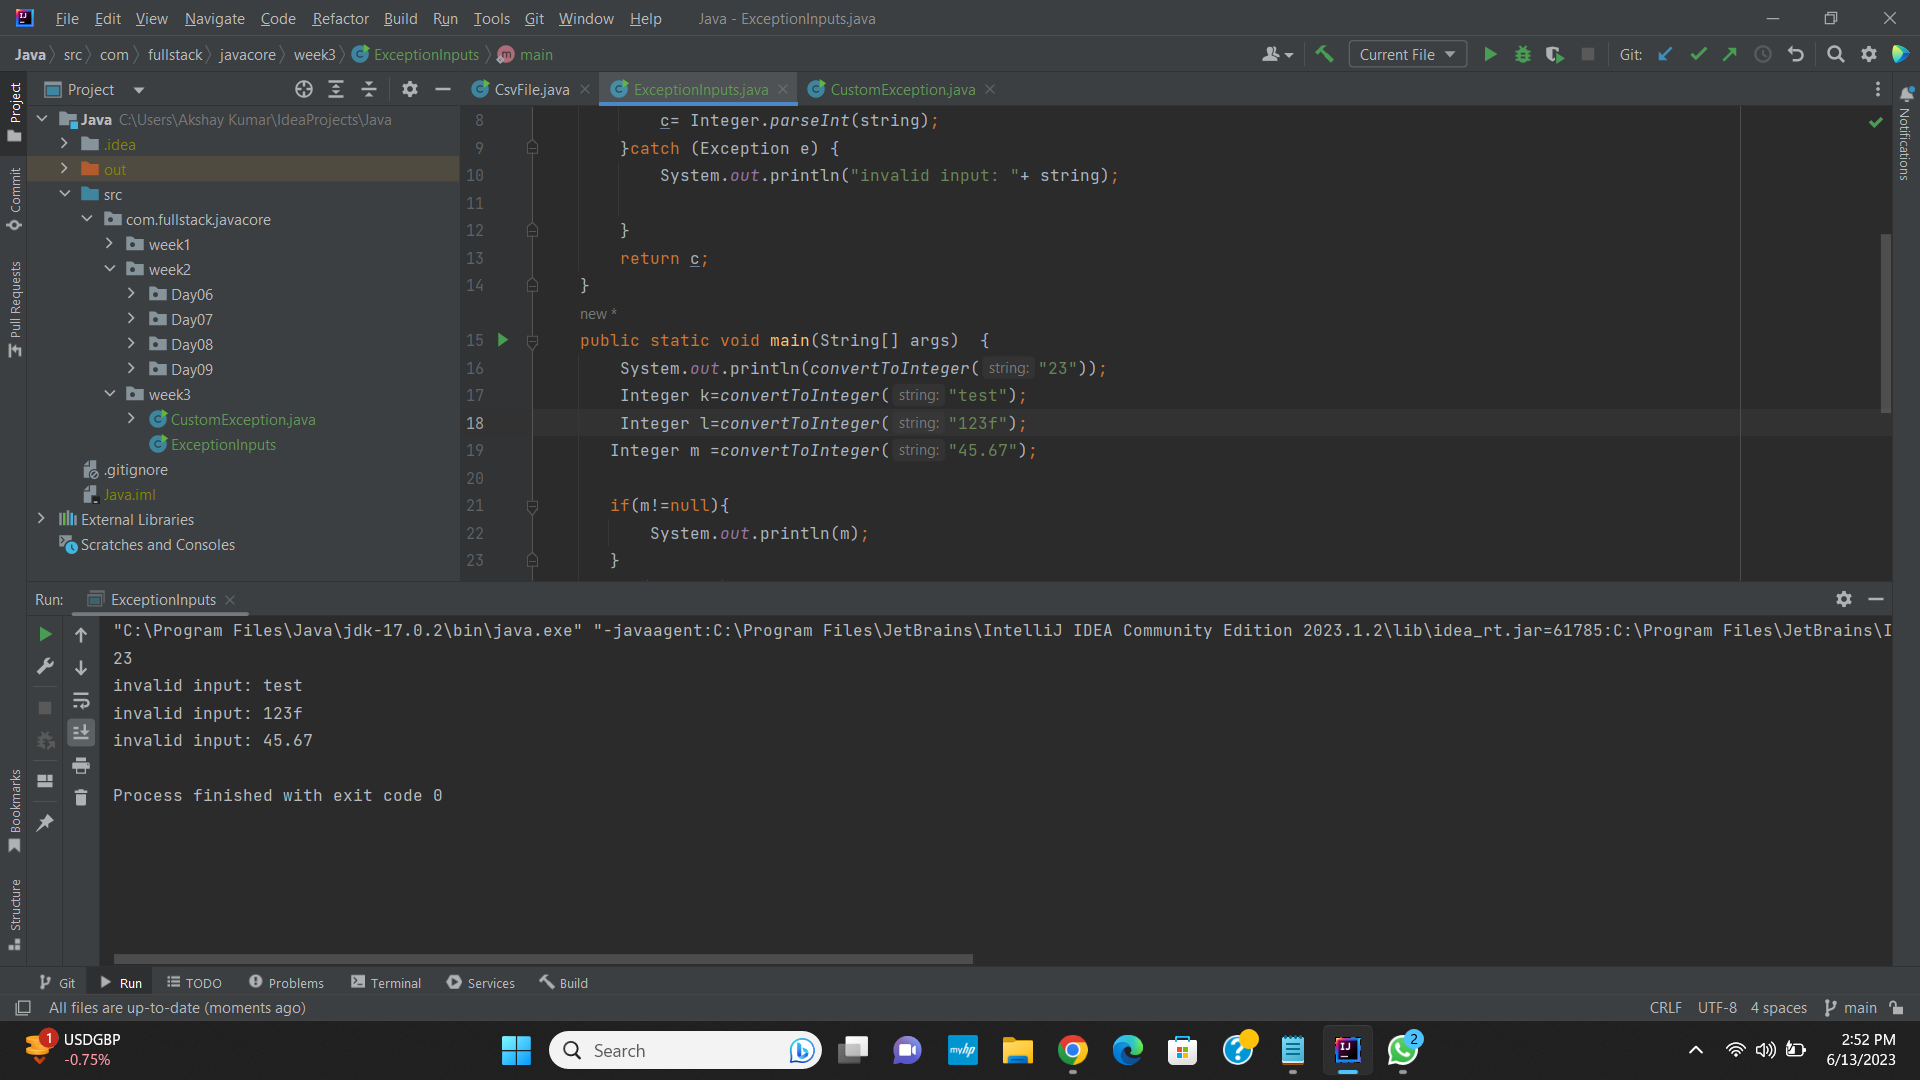 File Edit View Navigate Code Refactor Build Run Tools Git Window Help Java - ExceptionInputs.java
Java src com fullstack javacore week3 ExceptionInputs main Current File Git:
Project CsvFile.java ExceptionInputs.java CustomException.java
Java C:\Users\Akshay Kumar\IdeaProjects\Java
.idea
out
src
com.fullstack.javacore
week1
week2
Day06
Day07
Day08
Day09
week3
CustomException.java
ExceptionInputs
.gitignore
Java.iml
External Libraries
Scratches and Consoles
8 c= Integer.parseInt(string);
9 }catch (Exception e) {
10 System.out.println("invalid input: "+ string);
11
12 }
13 return c;
14 }
new *
15 public static void main(String[] args) {
16 System.out.println(convertToInteger( string: "23"));
17 Integer k=convertToInteger( string: "test");
18 Integer l=convertToInteger( string: "123f");
19 Integer m =convertToInteger( string: "45.67");
20
21 if(m!=null){
22 System.out.println(m);
23 }
Project
Commit
Pull Requests
Bookmarks
Structure
Notifications
Run: ExceptionInputs
"C:\Program Files\Java\jdk-17.0.2\bin\java.exe" "-javaagent:C:\Program Files\JetBrains\IntelliJ IDEA Community Edition 2023.1.2\lib\idea_rt.jar=61785:C:\Program Files\JetBrains\I
23
invalid input: test
invalid input: 123f
invalid input: 45.67
Process finished with exit code 0
Git Run TODO Problems Terminal Services Build
All files are up-to-date (moments ago) CRLF UTF-8 4 spaces main
1 USDGBP
-0.75%
Search
myhp
IJ
2
2:52 PM
6/13/2023